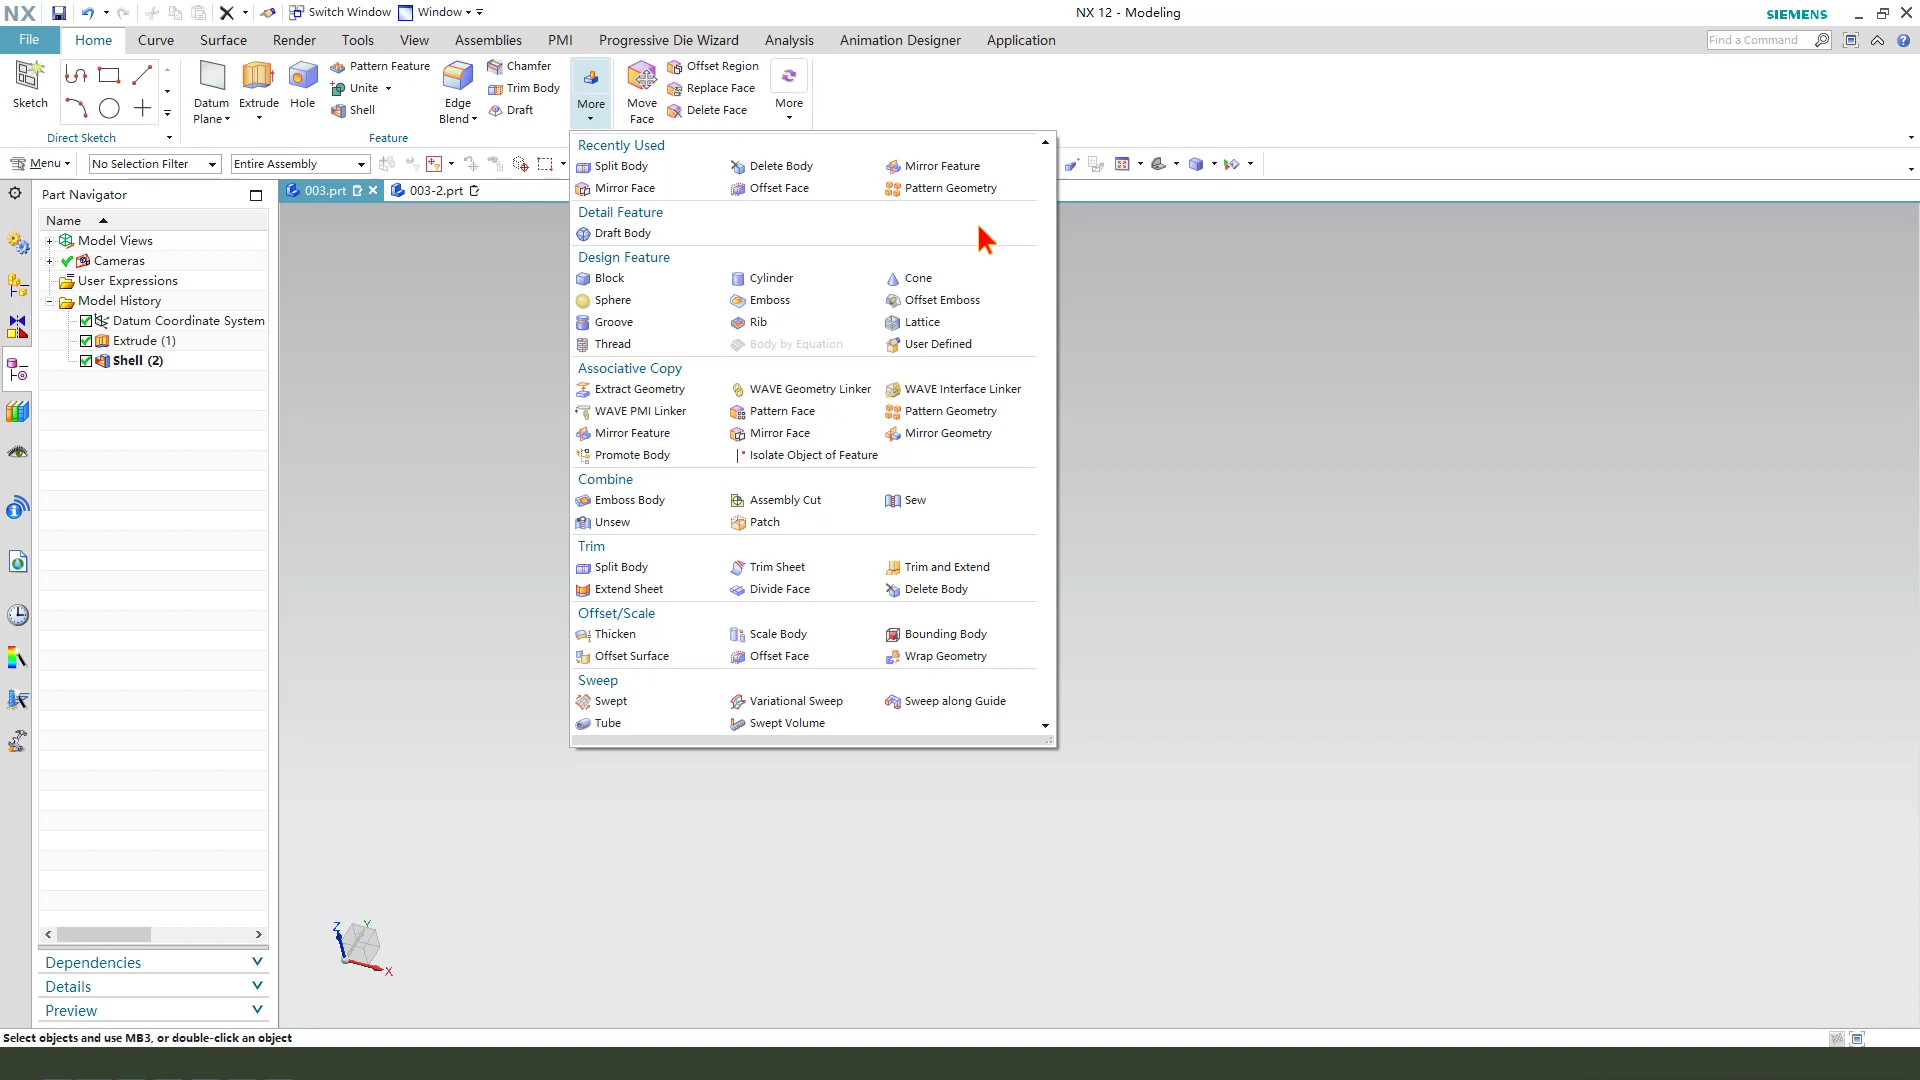 NX
Switch Window
Window
NX 12 - Modeling
SIEMENS
File
Home
Curve
Surface
Render
Tools
View
Assemblies
PMI
Progressive Die Wizard
Analysis
Animation Designer
Application
Find a Command
Sketch
Datum
Plane
Extrude
Hole
Pattern Feature
Unite
Shell
Edge
Blend
Chamfer
Trim Body
Draft
More
Move
Face
Offset Region
Replace Face
Delete Face
More
Direct Sketch
Feature
Menu
No Selection Filter
Entire Assembly
Part Navigator
003.prt
003-2.prt
Name
Model Views
Cameras
User Expressions
Model History
Datum Coordinate System
Extrude (1)
Shell (2)
Recently Used
Split Body
Delete Body
Mirror Feature
Mirror Face
Offset Face
Pattern Geometry
Detail Feature
Draft Body
Design Feature
Block
Cylinder
Cone
Sphere
Emboss
Offset Emboss
Groove
Rib
Lattice
Thread
Body by Equation
User Defined
Associative Copy
Extract Geometry
WAVE Geometry Linker
WAVE Interface Linker
WAVE PMI Linker
Pattern Face
Pattern Geometry
Mirror Feature
Mirror Face
Mirror Geometry
Promote Body
Isolate Object of Feature
Combine
Emboss Body
Assembly Cut
Sew
Unsew
Patch
Trim
Split Body
Trim Sheet
Trim and Extend
Extend Sheet
Divide Face
Delete Body
Offset/Scale
Thicken
Scale Body
Bounding Body
Offset Surface
Offset Face
Wrap Geometry
Sweep
Swept
Variational Sweep
Sweep along Guide
Tube
Swept Volume
Z
Y
X
Dependencies
Details
Preview
Select objects and use MB3, or double-click an object